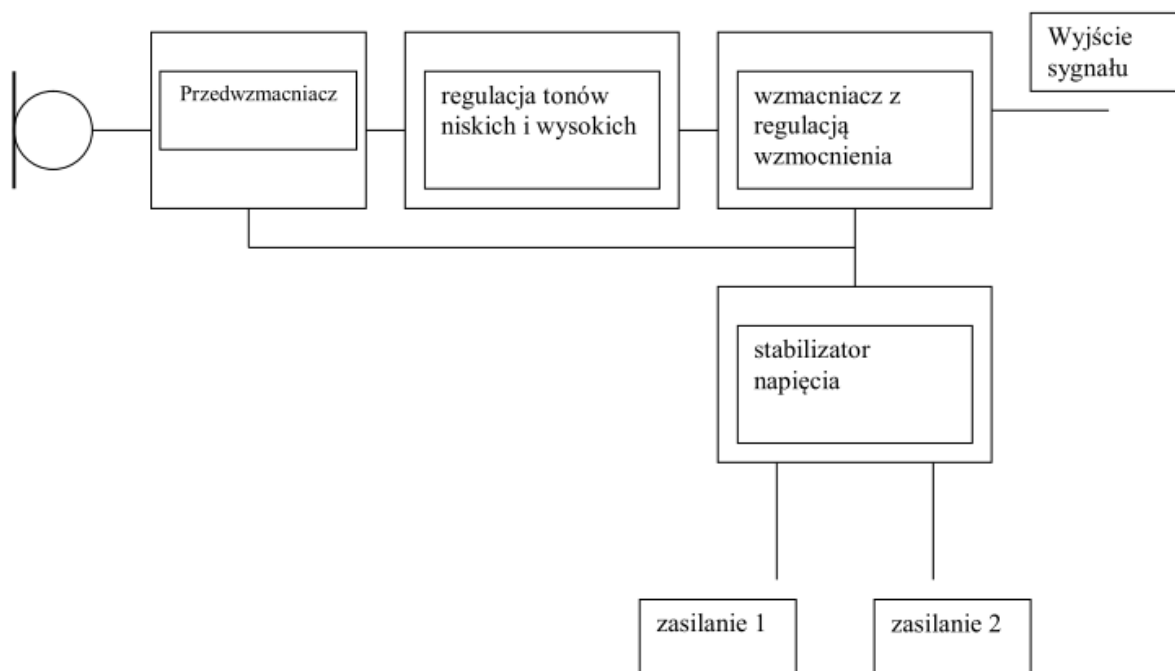 Przedwzmacniacz
regulacja tonów
niskich i wysokich
wzmacniacz z
regulacją
wzmocnienia
Wyjście
sygnału
stabilizator
napięcia
zasilanie 1
zasilanie 2